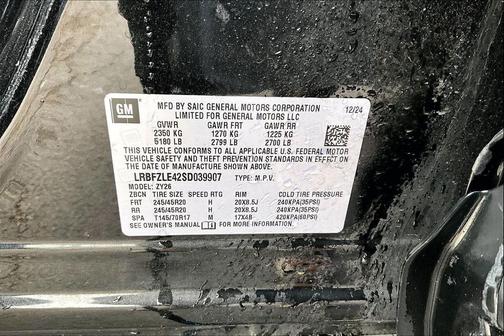 GM
MFD BY SAIC GENERAL MOTORS CORPORATION 12/24
LIMITED FOR GENERAL MOTORS LLC
GVWR GAWR FRT GAWR RR
2350 KG 1270 KG 1225 KG
5180 LB 2799 LB 2700 LB
THIS VEHICLE CONFORMS TO ALL APPLICABLE U.S. FEDERAL MOTOR
VEHICLE SAFETY AND THEFT PREVENTION STANDARDS IN EFFECT ON THE
DATE OF MANUFACTURE SHOWN ABOVE.
LRBFZLE42SD039907 TYPE: M.P.V.
MODEL: ZY26
ZBCN TIRE SIZE SPEED RTG RIM COLD TIRE PRESSURE
FRT 245/45R20 H 20X8.5J 240KPA(35PSI)
RR 245/45R20 H 20X8.5J 240KPA(35PSI)
SPA T145/70R17 M 17X4B 420KPA(60PSI)
SEE OWNER'S MANUAL i FOR MORE INFORMATION.